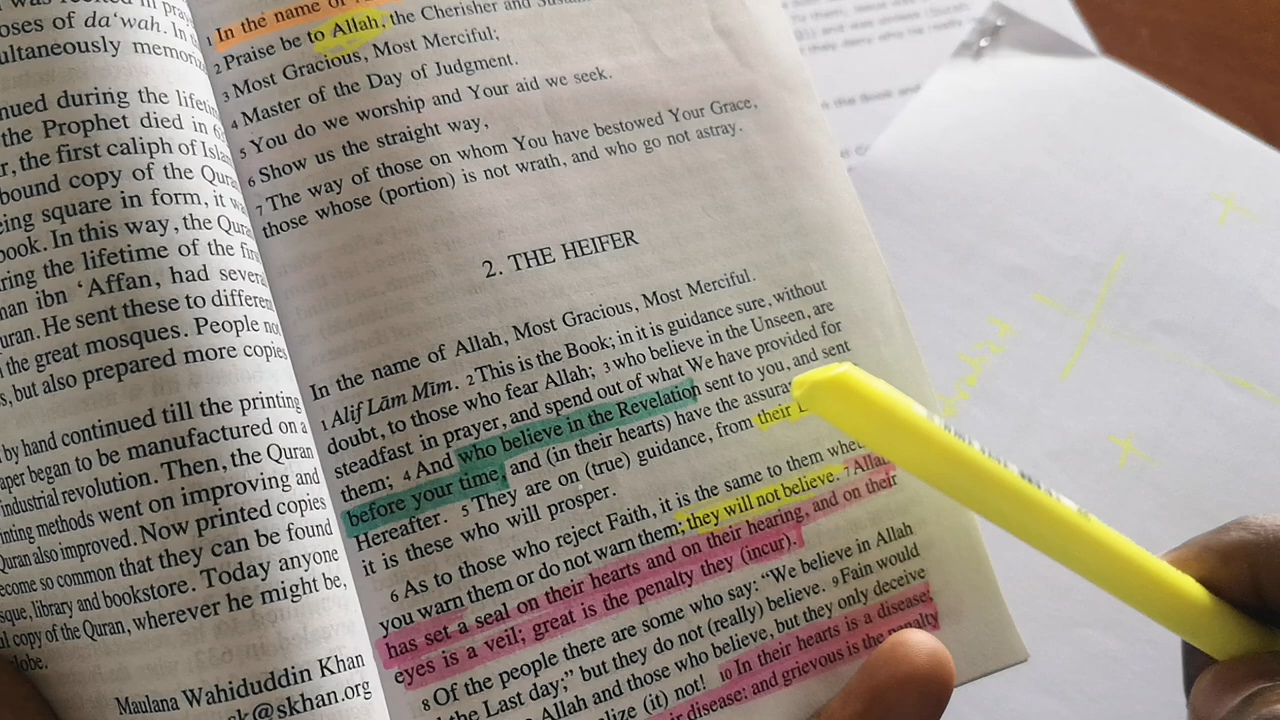 oses of da‘wah. In
ultaneously memori
nued during the lifeti
the Prophet died in
r, the first caliph of Isla
bound copy of the Qura
eing square in form, it wa
book. In this way, the Qur
ring the lifetime of the firs
man ibn ‘Affan, had several
uran. He sent these to different
the great mosques. People not
s, but also prepared more copies
by hand continued till the printing
aper began to be manufactured on a
industrial revolution. Then, the Quran
inting methods went on improving and
Quran also improved. Now printed copies
ecome so common that they can be found
sque, library and bookstore. Today anyone
al copy of the Quran, wherever he might be,
lobe.
Maulana Wahiduddin Khan
sk@skhan.org
1 In the name of
2 Praise be to Allah, the Cherisher and
3 Most Gracious, Most Merciful;
4 Master of the Day of Judgment.
5 You do we worship and Your aid we seek.
6 Show us the straight way,
7 The way of those on whom You have bestowed Your Grace,
those whose (portion) is not wrath, and who go not astray.
2. THE HEIFER
In the name of Allah, Most Gracious, Most Merciful.
1 Alif Lām Mīm. 2 This is the Book; in it is guidance sure, without
doubt, to those who fear Allah; 3 who believe in the Unseen, are
steadfast in prayer, and spend out of what We have provided for
them; 4 And who believe in the Revelation sent to you, and sent
before your time, and (in their hearts) have the assura
Hereafter. 5 They are on (true) guidance, from their
it is these who will prosper.
6 As to those who reject Faith, it is the same to them whe
you warn them or do not warn them; they will not believe. 7 Allah
has set a seal on their hearts and on their hearing, and on their
eyes is a veil; great is the penalty they (incur).
8 Of the people there are some who say: “We believe in Allah
the Last day;” but they do not (really) believe. 9 Fain would
Allah and those who believe, but they only deceive
alize (it) not! 10 In their hearts is a disease;
ir disease: and grievous is the penalty